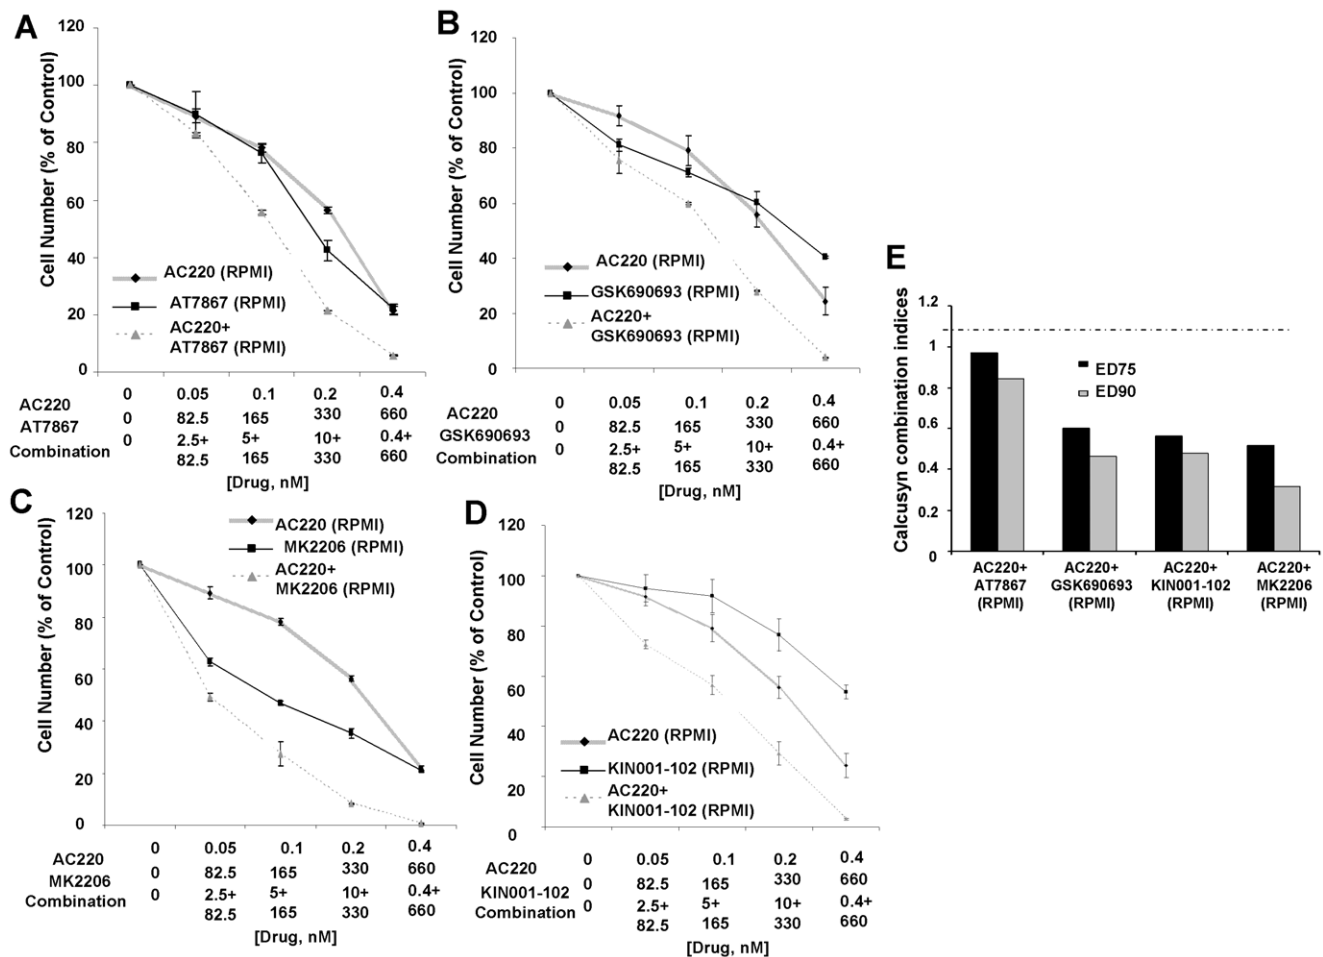 A
Cell Number (% of Control)
120
100
80
60
40
20
0
AC220 (RPMI)
AT7867 (RPMI)
AC220+
AT7867 (RPMI)
AC220 0 0.05 0.1 0.2 0.4
AT7867 0 82.5 165 330 660
Combination 0 2.5+ 5+ 10+ 0.4+
82.5 165 330 660
[Drug, nM]
B
Cell Number (% of Control)
120
100
80
60
40
20
0
AC220 (RPMI)
GSK690693 (RPMI)
AC220+
GSK690693 (RPMI)
AC220 0 0.05 0.1 0.2 0.4
GSK690693 0 82.5 165 330 660
Combination 0 2.5+ 5+ 10+ 0.4+
82.5 165 330 660
[Drug, nM]
C
Cell Number (% of Control)
120
100
80
60
40
20
0
AC220 (RPMI)
MK2206 (RPMI)
AC220+
MK2206 (RPMI)
AC220 0 0.05 0.1 0.2 0.4
MK2206 0 82.5 165 330 660
Combination 0 2.5+ 5+ 10+ 0.4+
82.5 165 330 660
[Drug, nM]
D
Cell Number (% of Control)
120
100
80
60
40
20
0
AC220 (RPMI)
KIN001-102 (RPMI)
AC220+
KIN001-102 (RPMI)
AC220 0 0.05 0.1 0.2 0.4
KIN001-102 0 82.5 165 330 660
Combination 0 2.5+ 5+ 10+ 0.4+
82.5 165 330 660
[Drug, nM]
E
Calcusyn combination indices
1.2
1
0.8
0.6
0.4
0.2
0
ED75
ED90
AC220+ AC220+ AC220+ AC220+
AT7867 GSK690693 KIN001-102 MK2206
(RPMI) (RPMI) (RPMI) (RPMI)